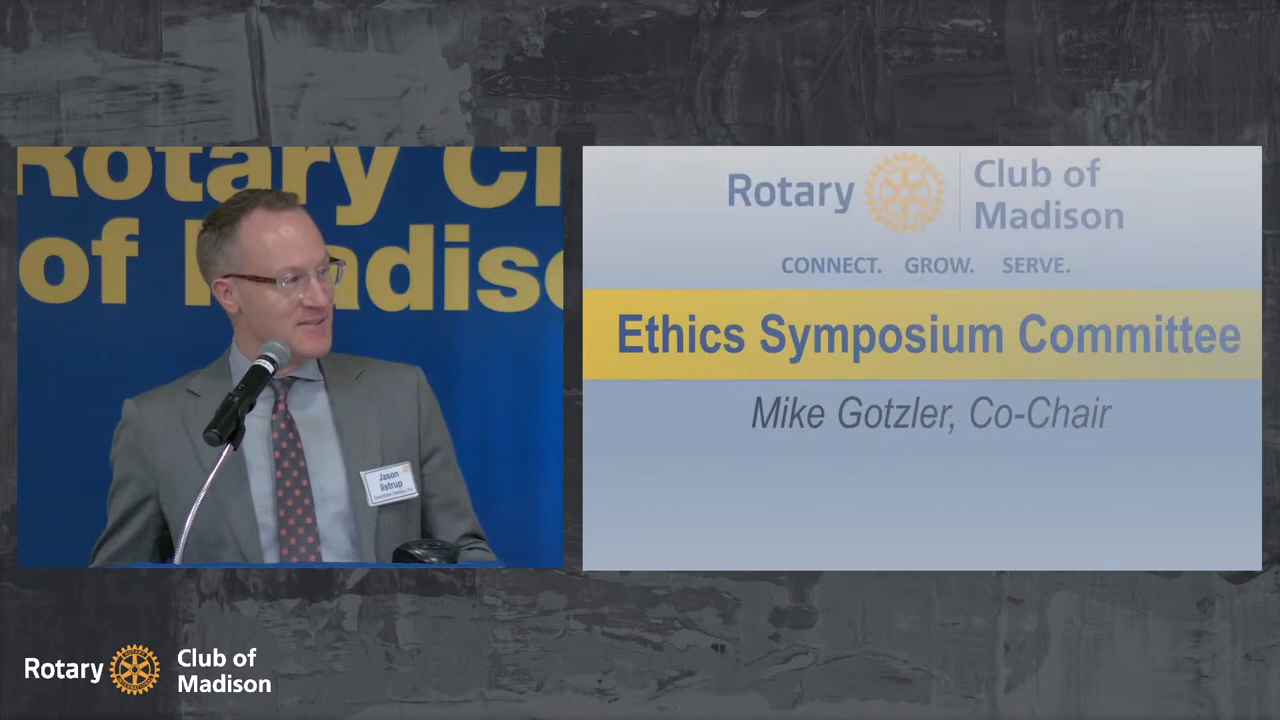 Rotary Cl
of Madiso
Jason
Ilstrup
Rotary
Club of
Madison
CONNECT. GROW. SERVE.
Ethics Symposium Committee
Mike Gotzler, Co-Chair
Rotary
Club of
Madison